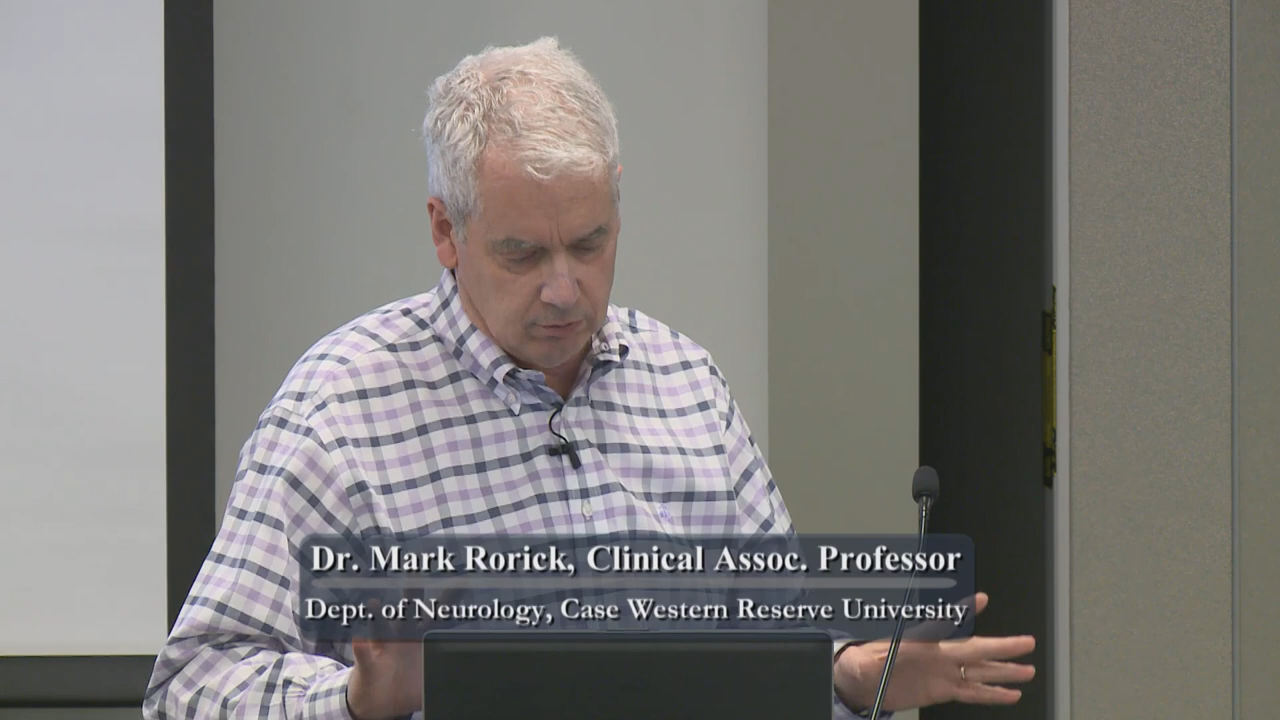 Dr. Mark Rorick, Clinical Assoc. Professor
Dept. of Neurology, Case Western Reserve University